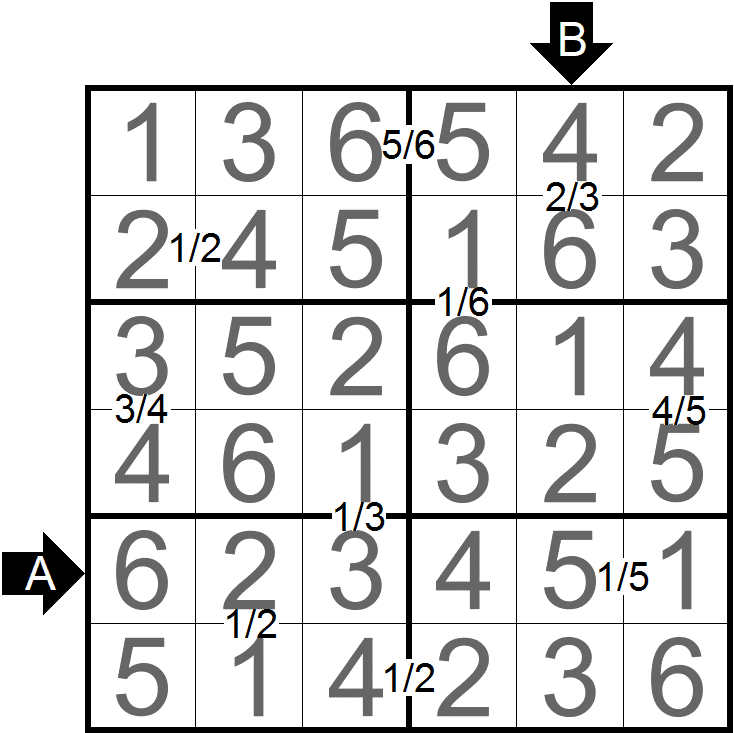 B
1 3 6 5/6 5 4 2
2/3
2 1/2 4 5 1 6 3
1/6
3 5 2 6 1 4
3/4 4/5
4 6 1 3 2 5
1/3
A 6 2 3 4 5 1/5 1
1/2
5 1 4 1/2 2 3 6